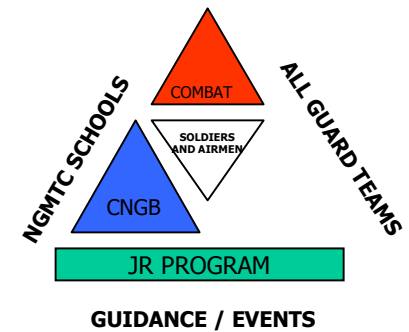 COMBAT
NGMTC SCHOOLS
ALL GUARD TEAMS
SOLDIERS
AND AIRMEN
CNGB
JR PROGRAM
GUIDANCE / EVENTS